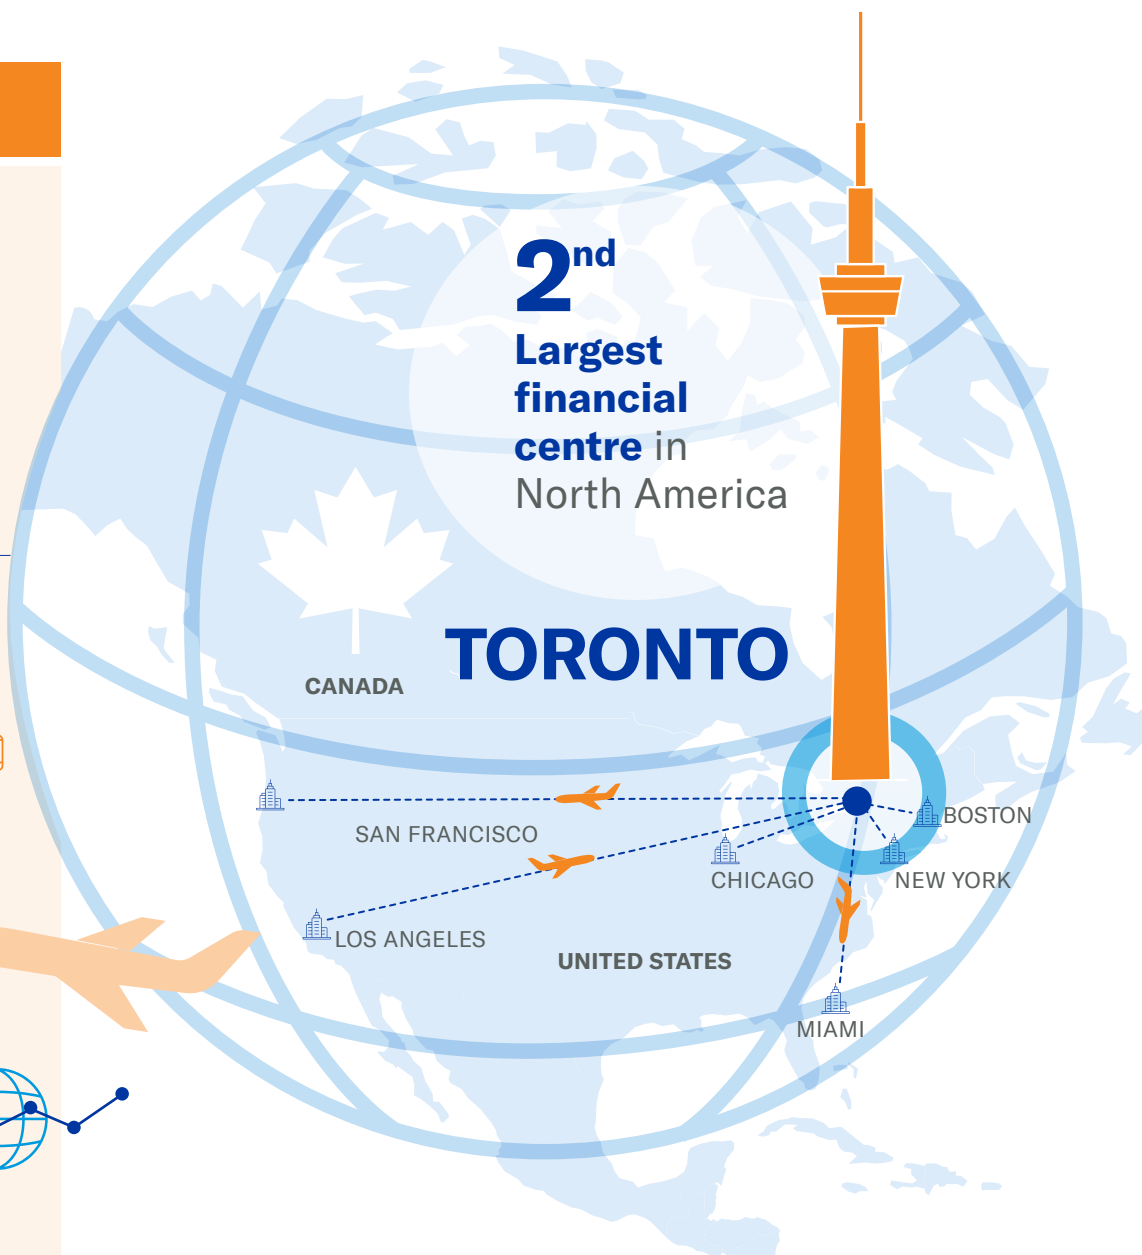 2nd
Largest
financial
centre in
North America
TORONTO
CANADA
SAN FRANCISCO
BOSTON
CHICAGO
NEW YORK
LOS ANGELES
UNITED STATES
MIAMI